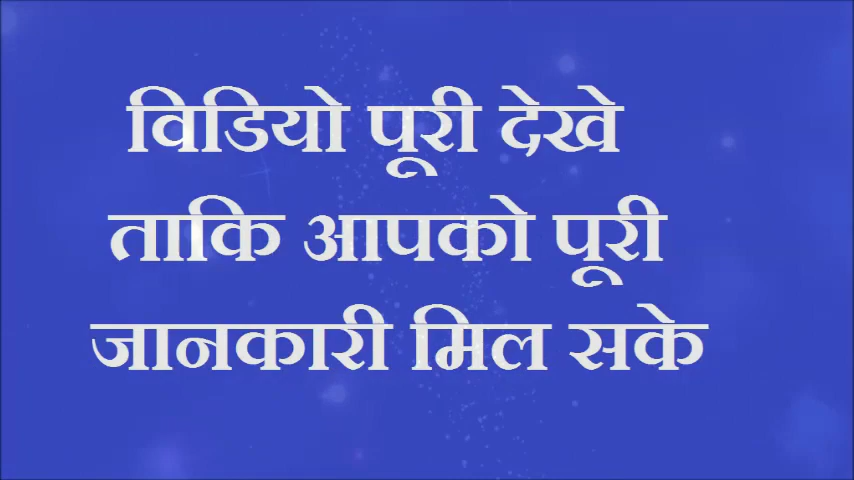 विडियो पूरी देखे
ताकि आपको पूरी
जानकारी मिल सके